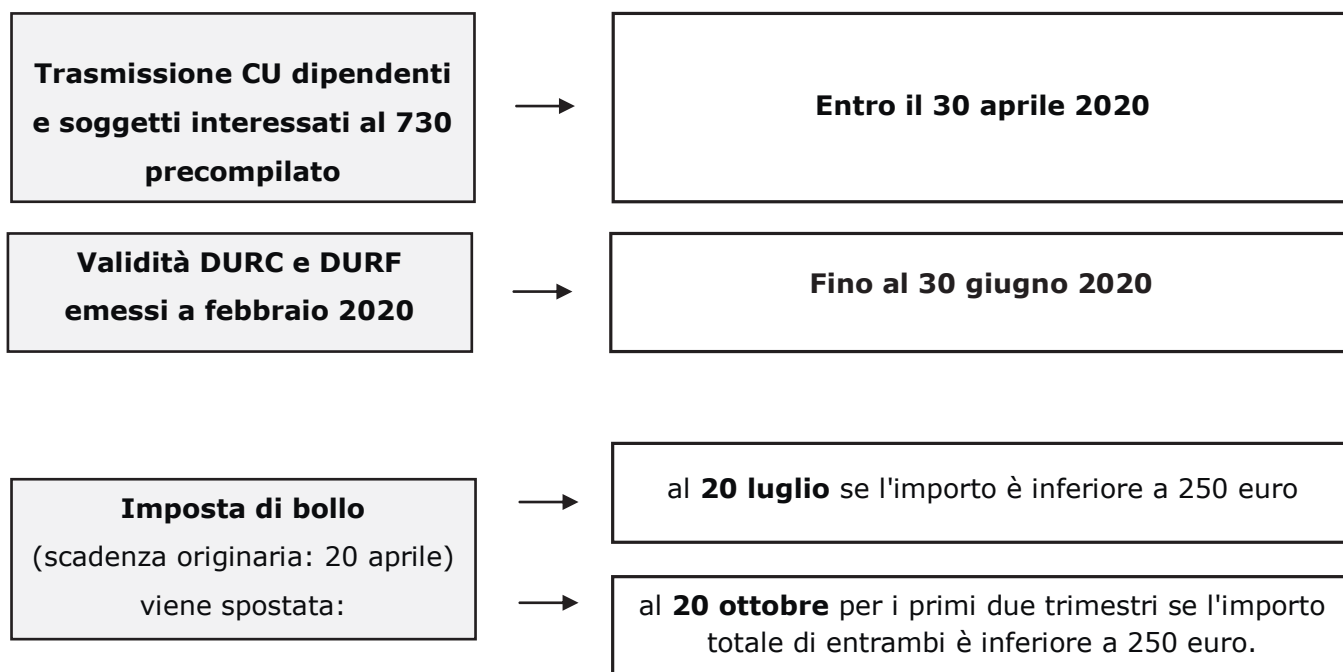 Trasmissione CU dipendenti
e soggetti interessati al 730
precompilato
Entro il 30 aprile 2020
Validità DURC e DURF
emessi a febbraio 2020
Fino al 30 giugno 2020
Imposta di bollo
(scadenza originaria: 20 aprile)
viene spostata:
al 20 luglio se l'importo è inferiore a 250 euro
al 20 ottobre per i primi due trimestri se l'importo
totale di entrambi è inferiore a 250 euro.